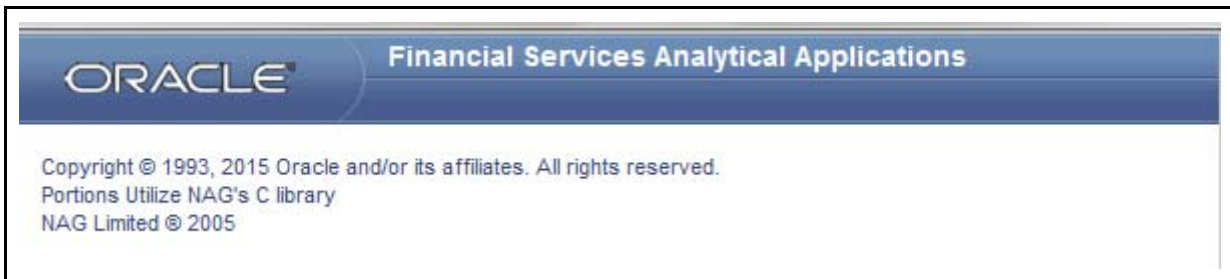 ORACLE®
Financial Services Analytical Applications
Copyright © 1993, 2015 Oracle and/or its affiliates. All rights reserved.
Portions Utilize NAG's C library
NAG Limited ® 2005